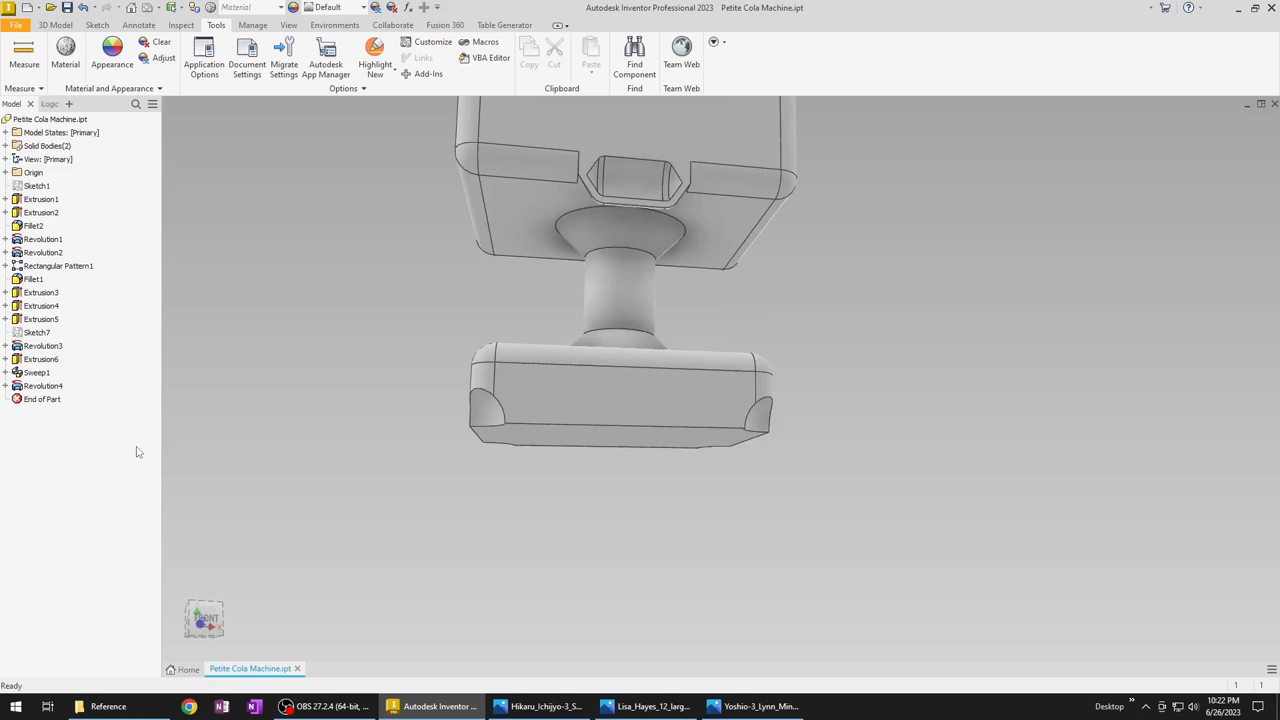 Material
Default
Autodesk Inventor Professional 2023 Petite Cola Machine.ipt
File 3D Model Sketch Annotate Inspect Tools Manage View Environments Collaborate Fusion 360 Table Generator
Measure
Material
Appearance
Clear
Adjust
Application Options
Document Settings
Migrate Settings
Autodesk App Manager
Highlight New
Customize
Links
Add-Ins
Macros
VBA Editor
Copy
Cut
Paste
Find Component
Team Web
Measure Material and Appearance Options Clipboard Find Team Web
Model iLogic
Petite Cola Machine.ipt
Model States: [Primary]
Solid Bodies(2)
View: [Primary]
Origin
Sketch1
Extrusion1
Extrusion2
Fillet2
Revolution1
Revolution2
Rectangular Pattern1
Fillet1
Extrusion3
Extrusion4
Extrusion5
Sketch7
Revolution3
Extrusion6
Sweep1
Revolution4
End of Part
FRONT
X
Home Petite Cola Machine.ipt
Ready 1 1
Reference OBS 27.2.4 (64-bit, ... Autodesk Inventor ... Hikaru_Ichijyo-3_S... Lisa_Hayes_12_larg... Yoshio-3_Lynn_Min... Desktop 10:22 PM
6/26/2023